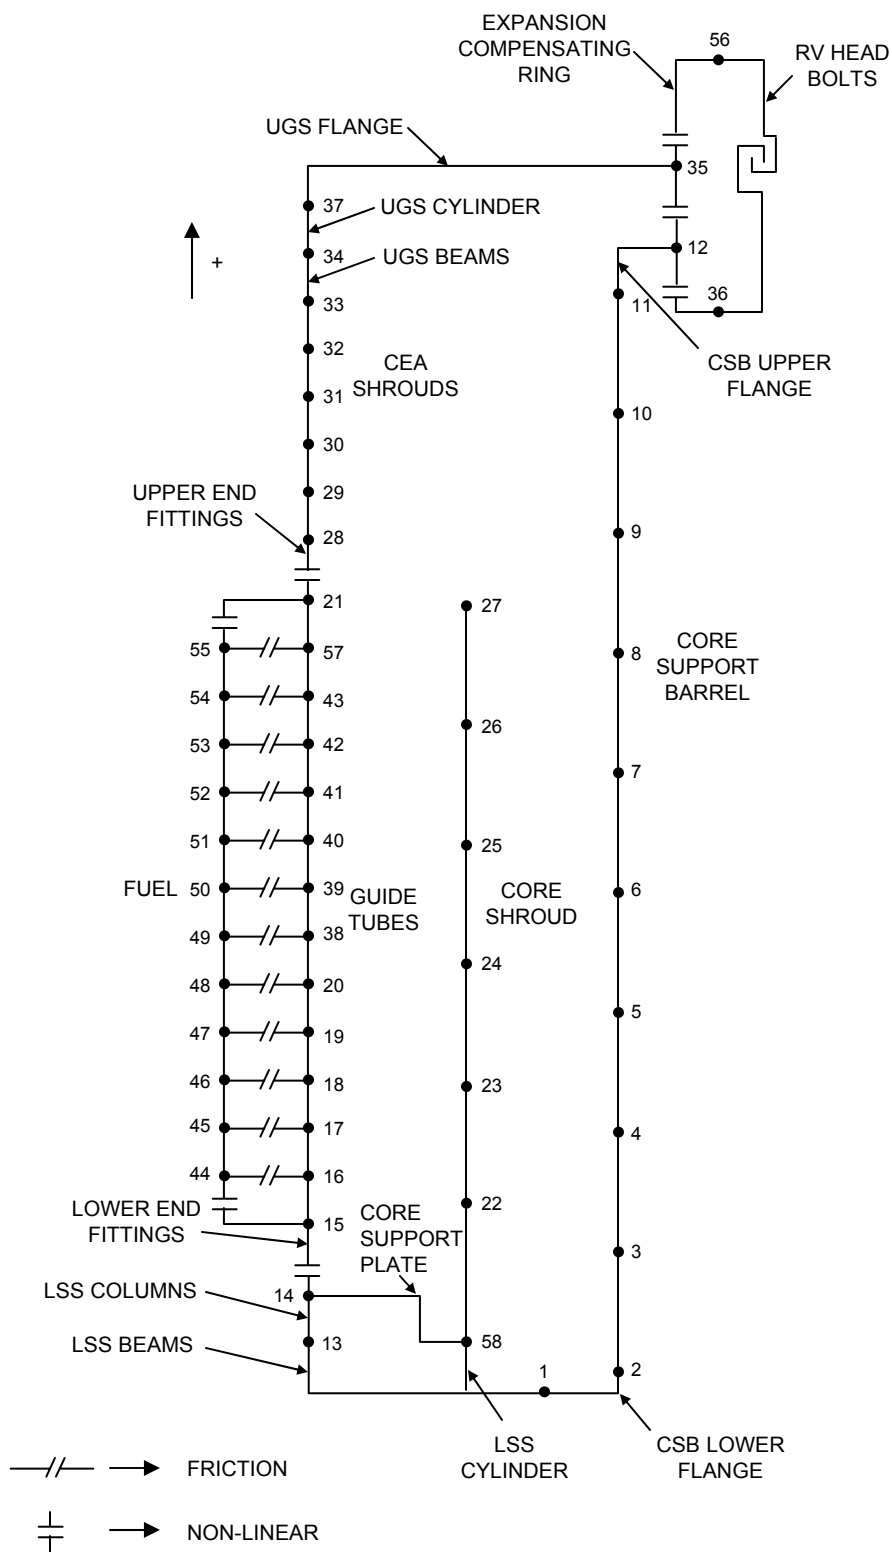 EXPANSION
COMPENSATING
RING
56
RV HEAD
BOLTS
UGS FLANGE
35
37
UGS CYLINDER
+
34
UGS BEAMS
12
33
11
36
32
CEA
SHROUDS
CSB UPPER
FLANGE
31
10
30
UPPER END
FITTINGS
29
28
9
21
27
55
57
8
CORE
SUPPORT
BARREL
54
43
26
53
42
7
52
41
51
40
25
FUEL
50
39
GUIDE
TUBES
CORE
SHROUD
6
49
38
24
48
20
5
47
19
46
18
23
45
17
4
44
16
22
LOWER END
FITTINGS
15
CORE
SUPPORT
PLATE
3
LSS COLUMNS
14
LSS BEAMS
13
58
1
2
LSS
CYLINDER
CSB LOWER
FLANGE
FRICTION
NON-LINEAR